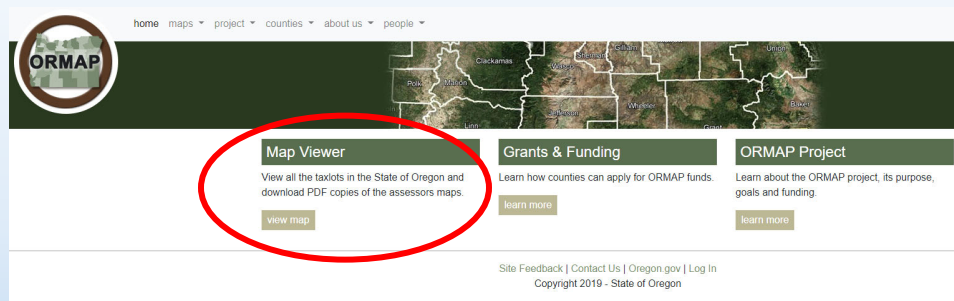 home maps project counties about us people
ORMAP
Clackamas
Sherman
Gilliam
Union
Wasco
Polk
Marion
Jefferson
Wheeler
Baker
Linn
Grant
Map Viewer
View all the taxlots in the State of Oregon and
download PDF copies of the assessors maps.
view map
Grants & Funding
Learn how counties can apply for ORMAP funds.
learn more
ORMAP Project
Learn about the ORMAP project, its purpose,
goals and funding.
learn more
Site Feedback | Contact Us | Oregon.gov | Log In
Copyright 2019 - State of Oregon